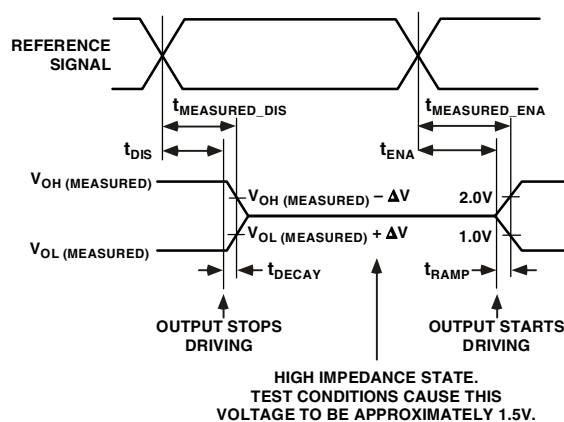 REFERENCE
SIGNAL
tMEASURED_DIS
tMEASURED_ENA
tDIS
tENA
VOH (MEASURED)
VOH (MEASURED) – ΔV
2.0V
VOL (MEASURED) + ΔV
1.0V
VOL (MEASURED)
tDECAY
tRAMP
OUTPUT STOPS
DRIVING
OUTPUT STARTS
DRIVING
HIGH IMPEDANCE STATE.
TEST CONDITIONS CAUSE THIS
VOLTAGE TO BE APPROXIMATELY 1.5V.